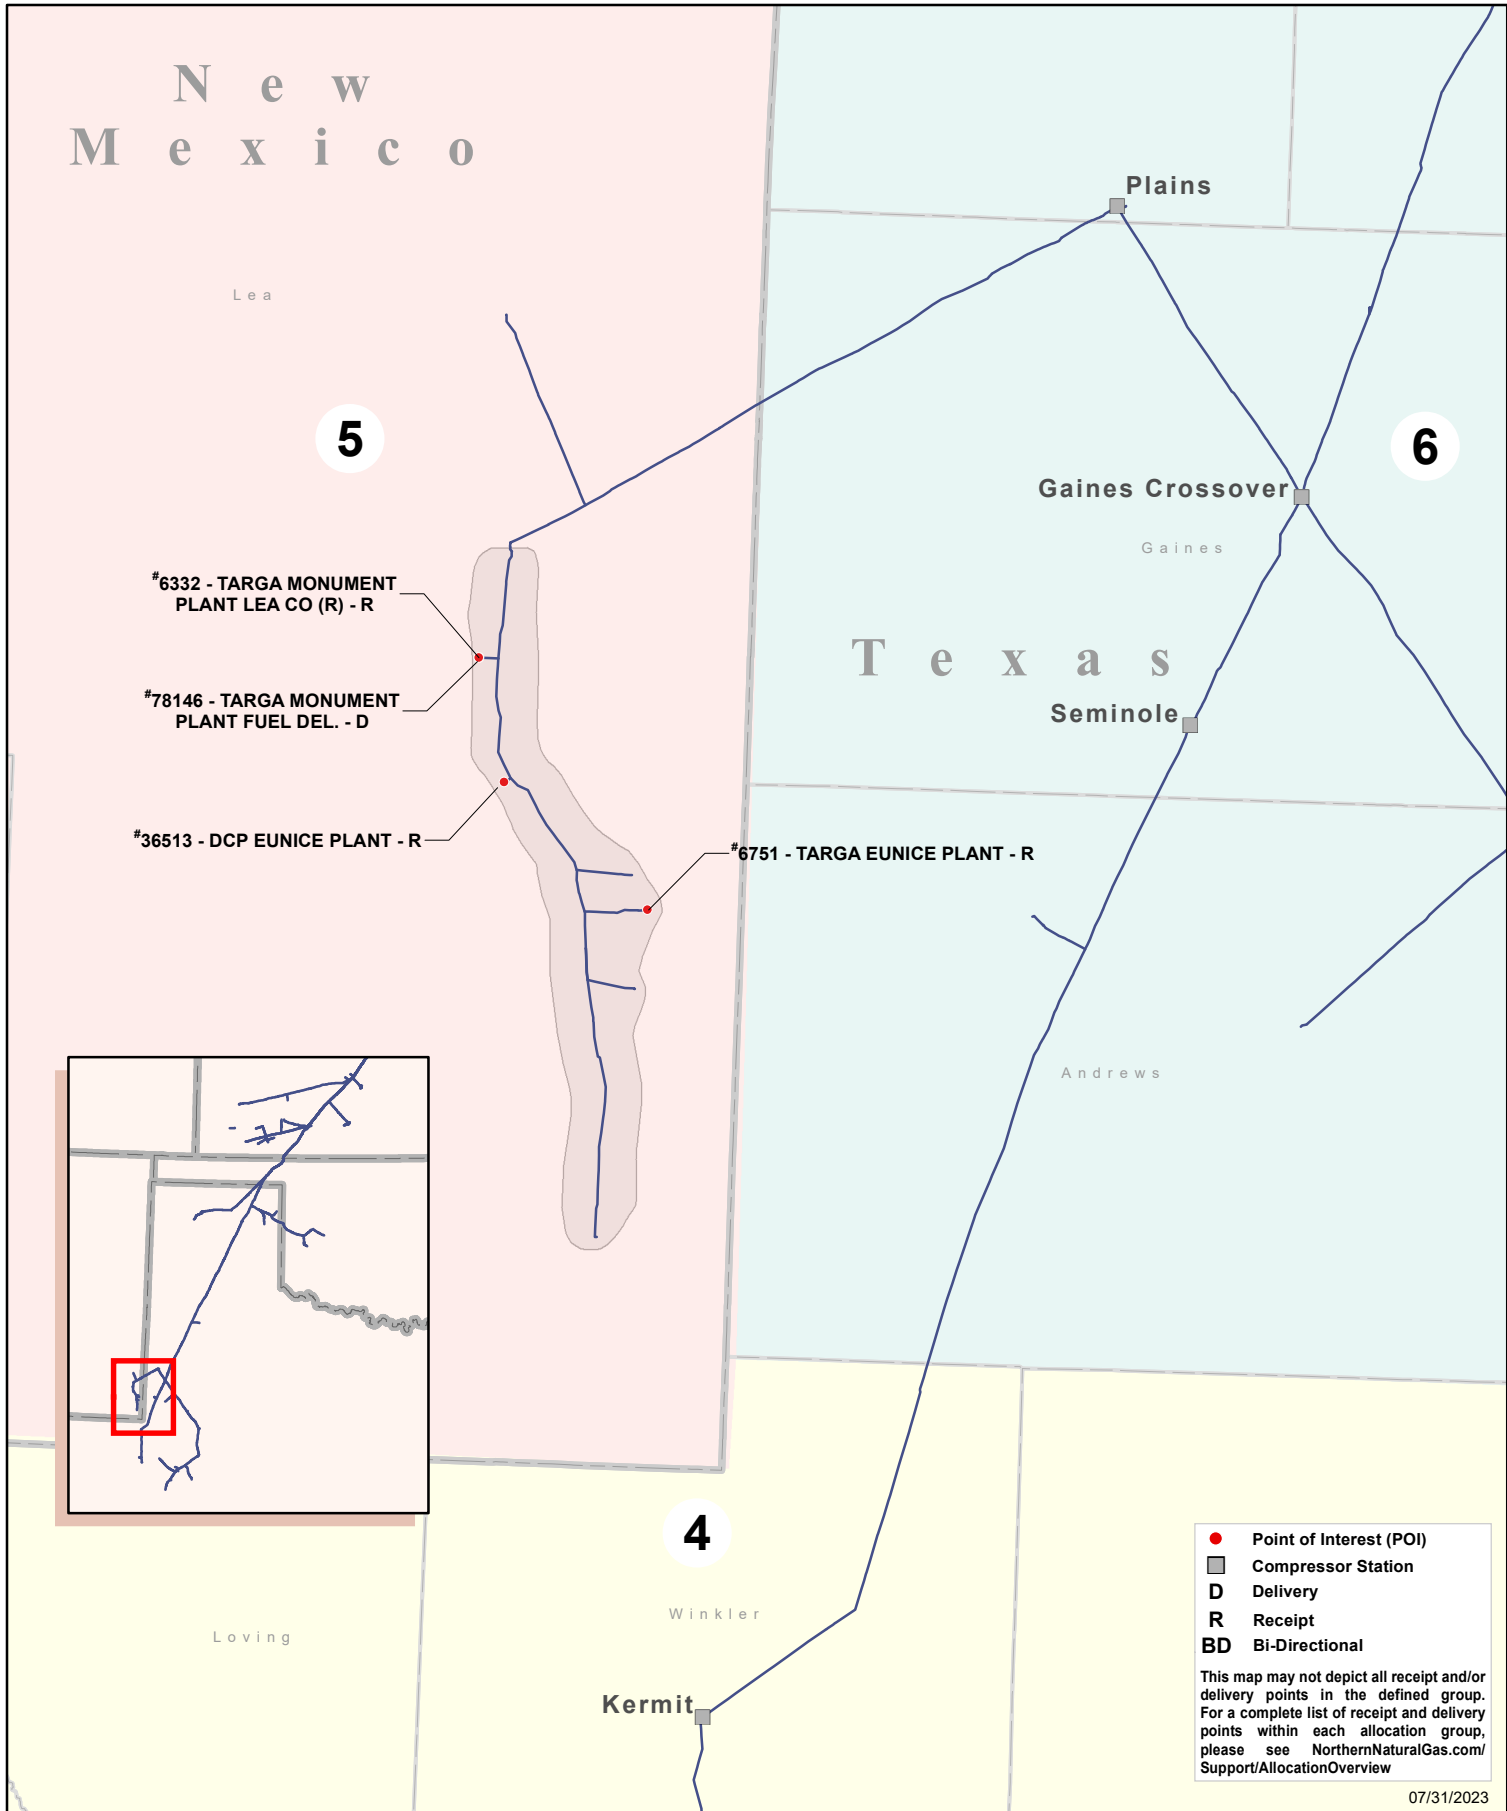 New
Mexico
Plains
Lea
5
6
Gaines Crossover
Gaines
#6332 - TARGA MONUMENT
PLANT LEA CO (R) - R
Texas
#78146 - TARGA MONUMENT
PLANT FUEL DEL. - D
Seminole
#36513 - DCP EUNICE PLANT - R
#6751 - TARGA EUNICE PLANT - R
Andrews
4
Winkler
Loving
Kermit
Point of Interest (POI)
Compressor Station
D Delivery
R Receipt
BD Bi-Directional
This map may not depict all receipt and/or
delivery points in the defined group.
For a complete list of receipt and delivery
points within each allocation group,
please see NorthernNaturalGas.com/
Support/AllocationOverview
07/31/2023